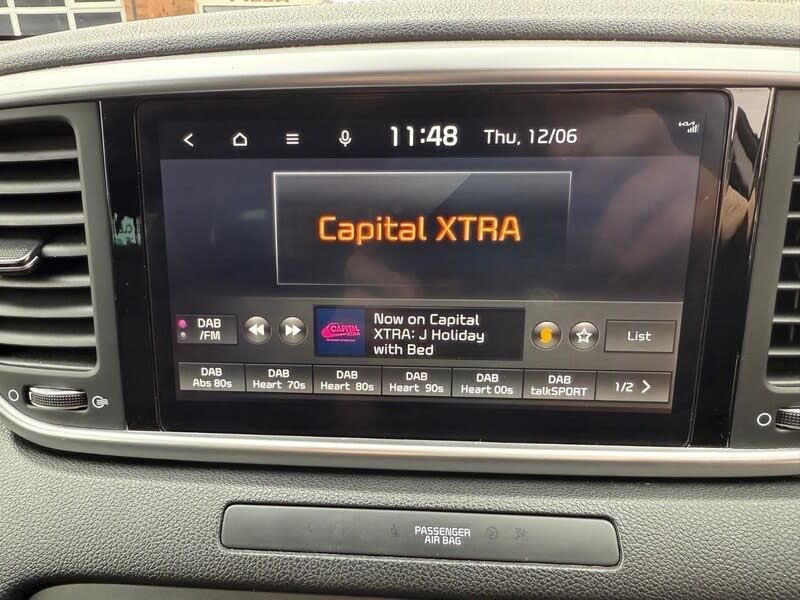 11:48 Thu, 12/06
Capital XTRA
DAB
/FM
CAPITAL
XTRA
Now on Capital
XTRA: J Holiday
with Bed
List
DAB
Abs 80s
DAB
Heart 70s
DAB
Heart 80s
DAB
Heart 90s
DAB
Heart 00s
DAB
talkSPORT
1/2
PASSENGER
AIR BAG